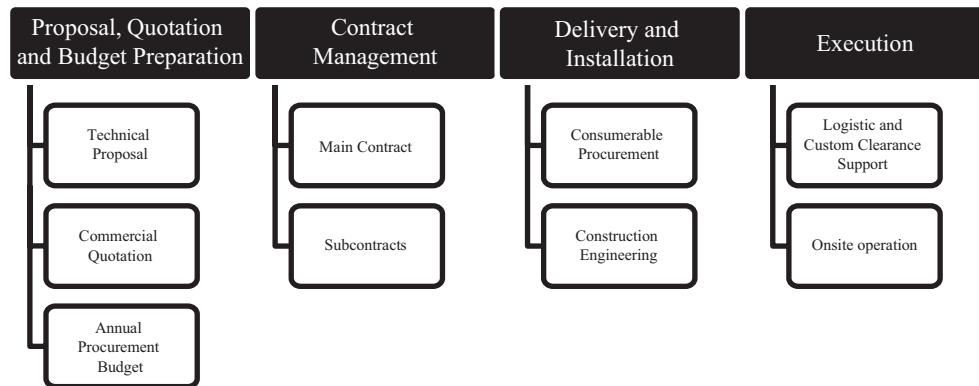 Proposal, Quotation
and Budget Preparation
Technical
Proposal
Commercial
Quotation
Annual
Procurement
Budget
Contract
Management
Main Contract
Subcontracts
Delivery and
Installation
Consumerable
Procurement
Construction
Engineering
Execution
Logistic and
Custom Clearance
Support
Onsite operation